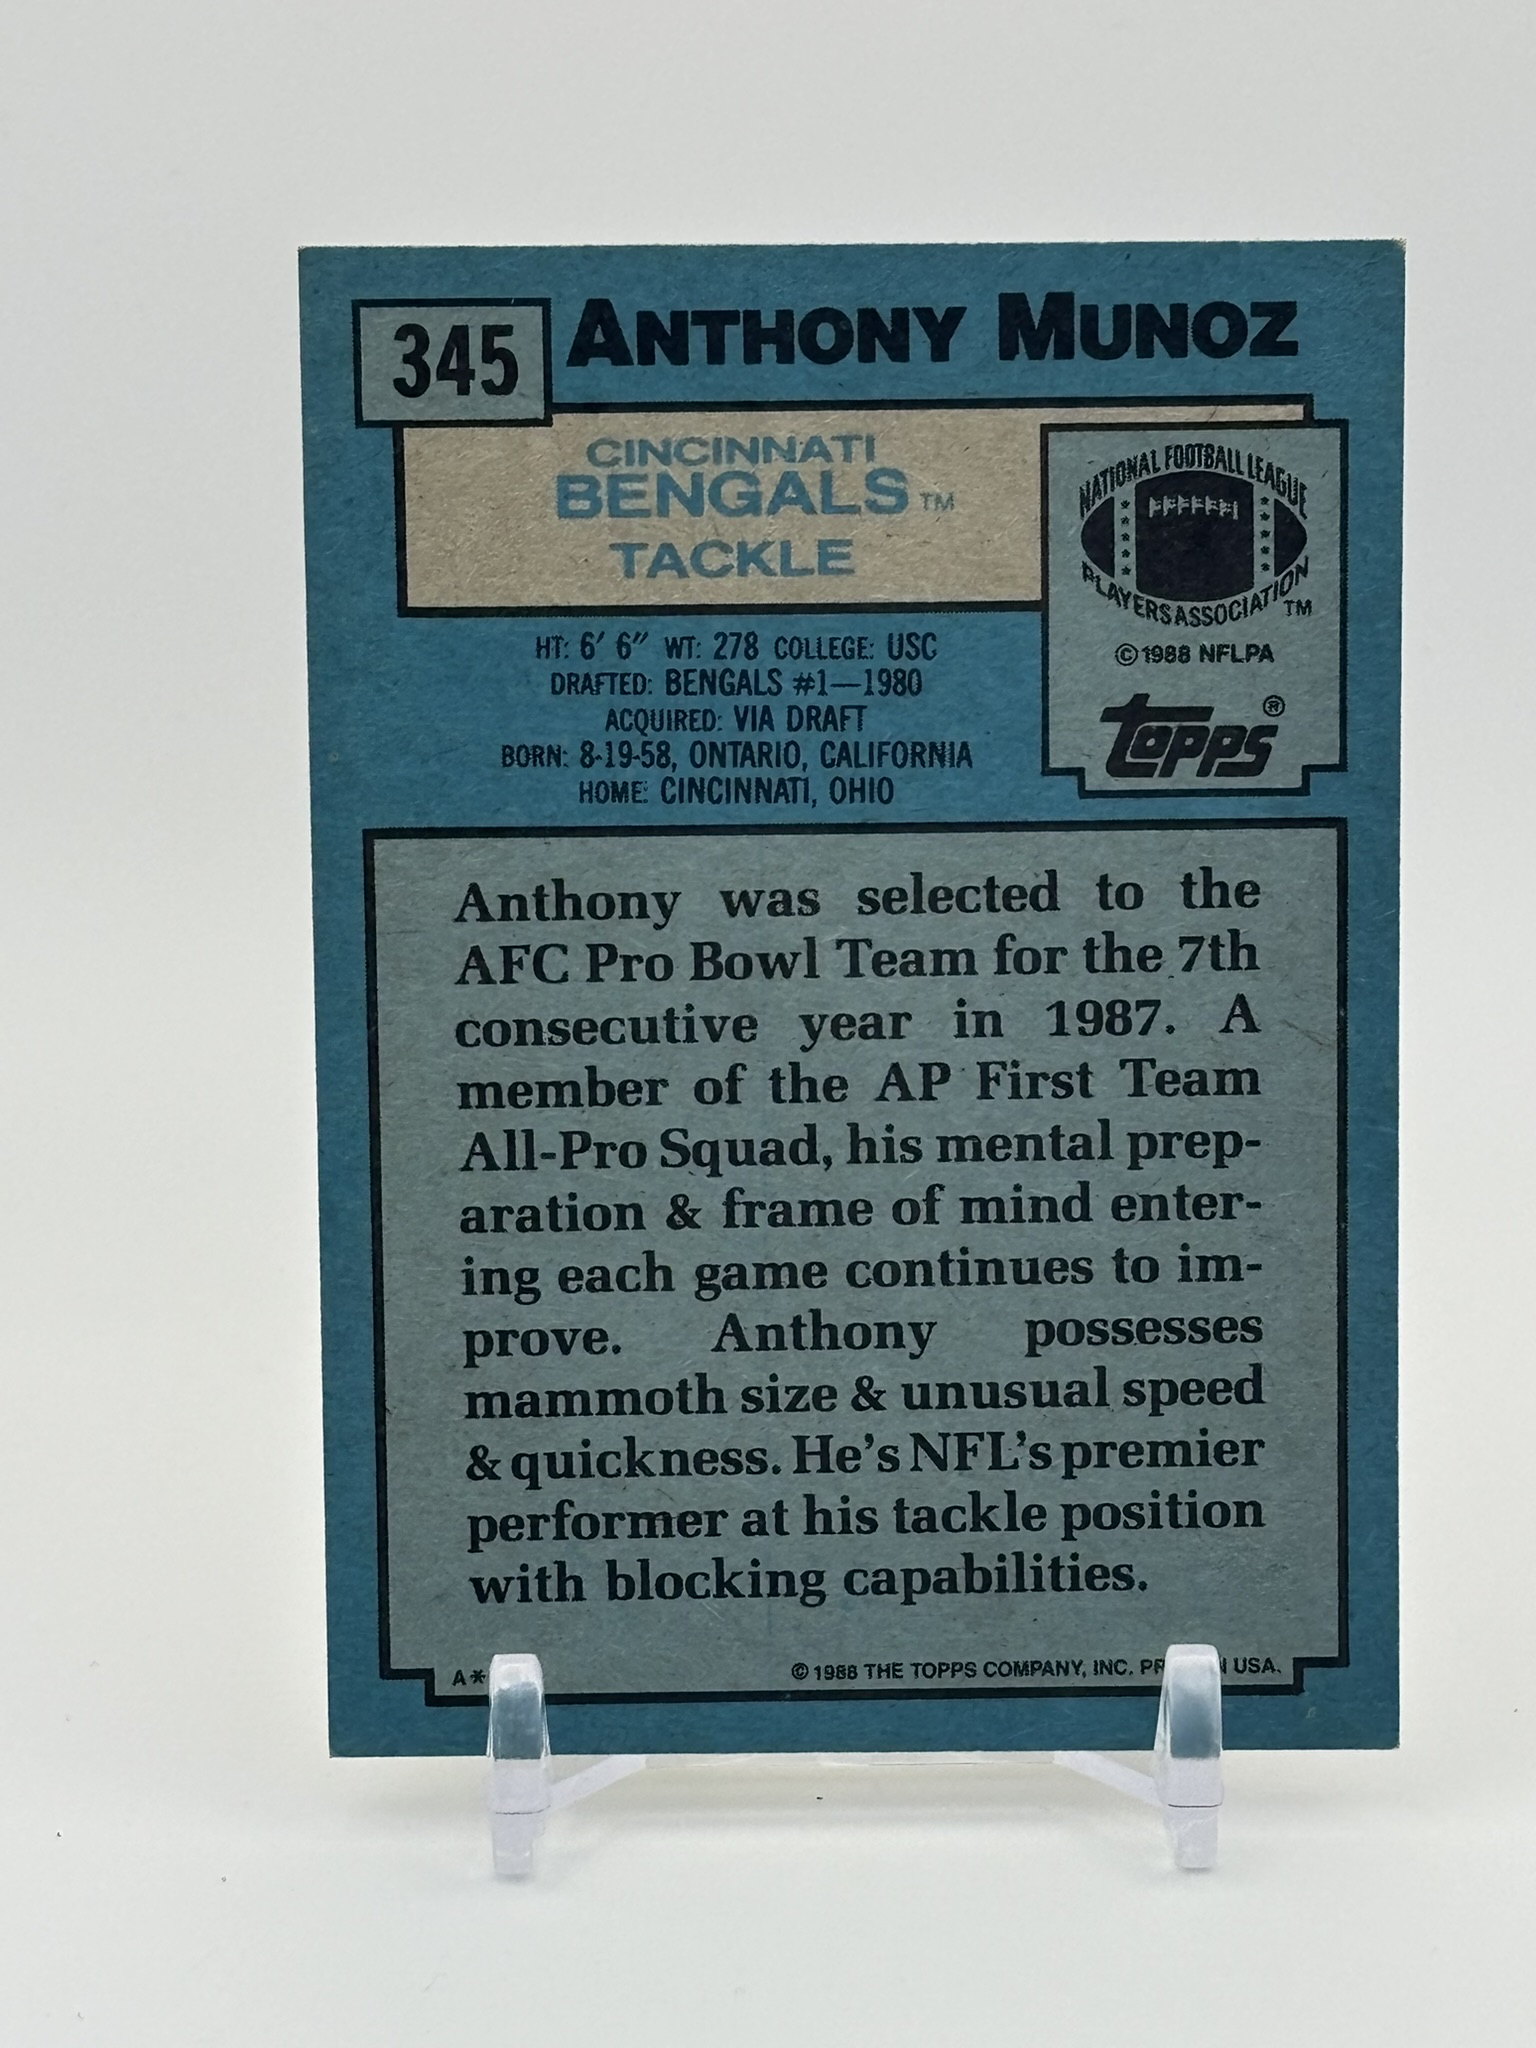 345 ANTHONY MUNOZ
CINCINNATI
BENGALS™
TACKLE
NATIONAL FOOTBALL LEAGUE
PLAYERS ASSOCIATION™
©1988 NFLPA
TOPPS®
HT: 6' 6" WT: 278 COLLEGE: USC
DRAFTED: BENGALS #1—1980
ACQUIRED: VIA DRAFT
BORN: 8-19-58, ONTARIO, CALIFORNIA
HOME: CINCINNATI, OHIO
Anthony was selected to the
AFC Pro Bowl Team for the 7th
consecutive year in 1987. A
member of the AP First Team
All-Pro Squad, his mental prep-
aration & frame of mind enter-
ing each game continues to im-
prove. Anthony possesses
mammoth size & unusual speed
& quickness. He's NFL's premier
performer at his tackle position
with blocking capabilities.
A* ©1988 THE TOPPS COMPANY, INC. USA.